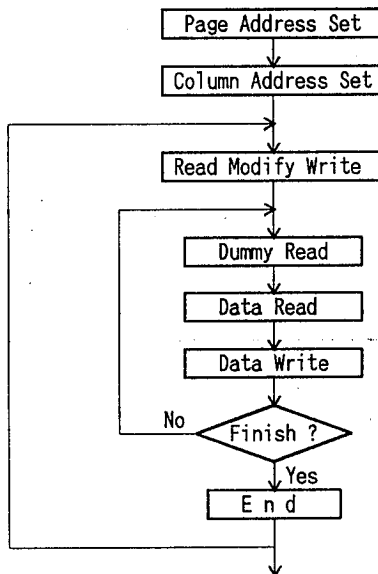 Page Address Set
Column Address Set
Read Modify Write
Dummy Read
Data Read
Data Write
No
Finish ?
Yes
E n d